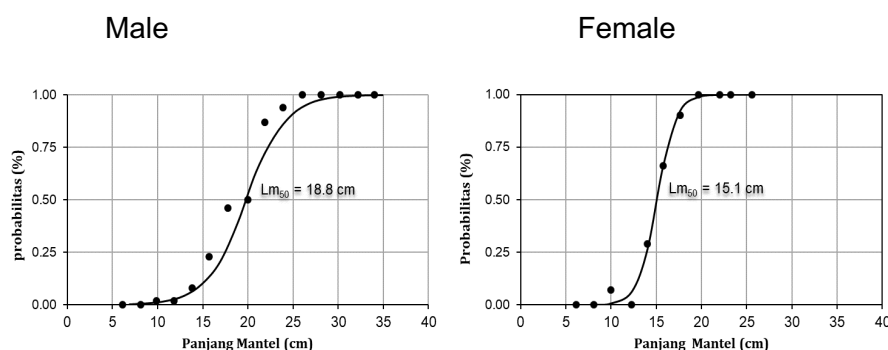 Male
Female
1.00
0.75
0.50
0.25
0.00
probabilitas (%)
Lm50 = 18.8 cm
0 5 10 15 20 25 30 35 40
Panjang Mantel (cm)
1.00
0.75
0.50
0.25
0.00
Probabilitas (%)
Lm50 = 15.1 cm
0 5 10 15 20 25 30 35 40
Panjang Mantel (cm)